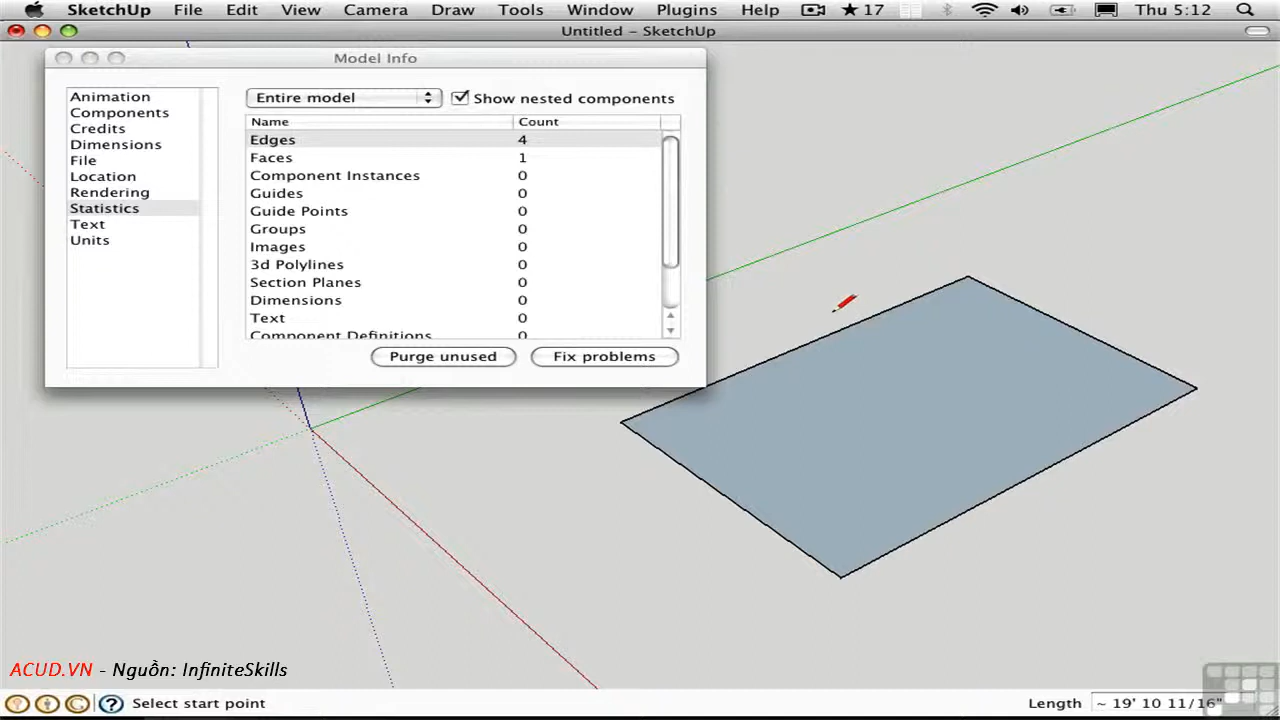 SketchUp File Edit View Camera Draw Tools Window Plugins Help ★ 17 Thu 5:12
Untitled – SketchUp
Model Info
Animation
Components
Credits
Dimensions
File
Location
Rendering
Statistics
Text
Units
Entire model Show nested components
Name Count
Edges 4
Faces 1
Component Instances 0
Guides 0
Guide Points 0
Groups 0
Images 0
3d Polylines 0
Section Planes 0
Dimensions 0
Text 0
Component Definitions 0
Purge unused Fix problems
ACUD.VN - Nguồn: InfiniteSkills
Select start point Length ~ 19' 10 11/16"